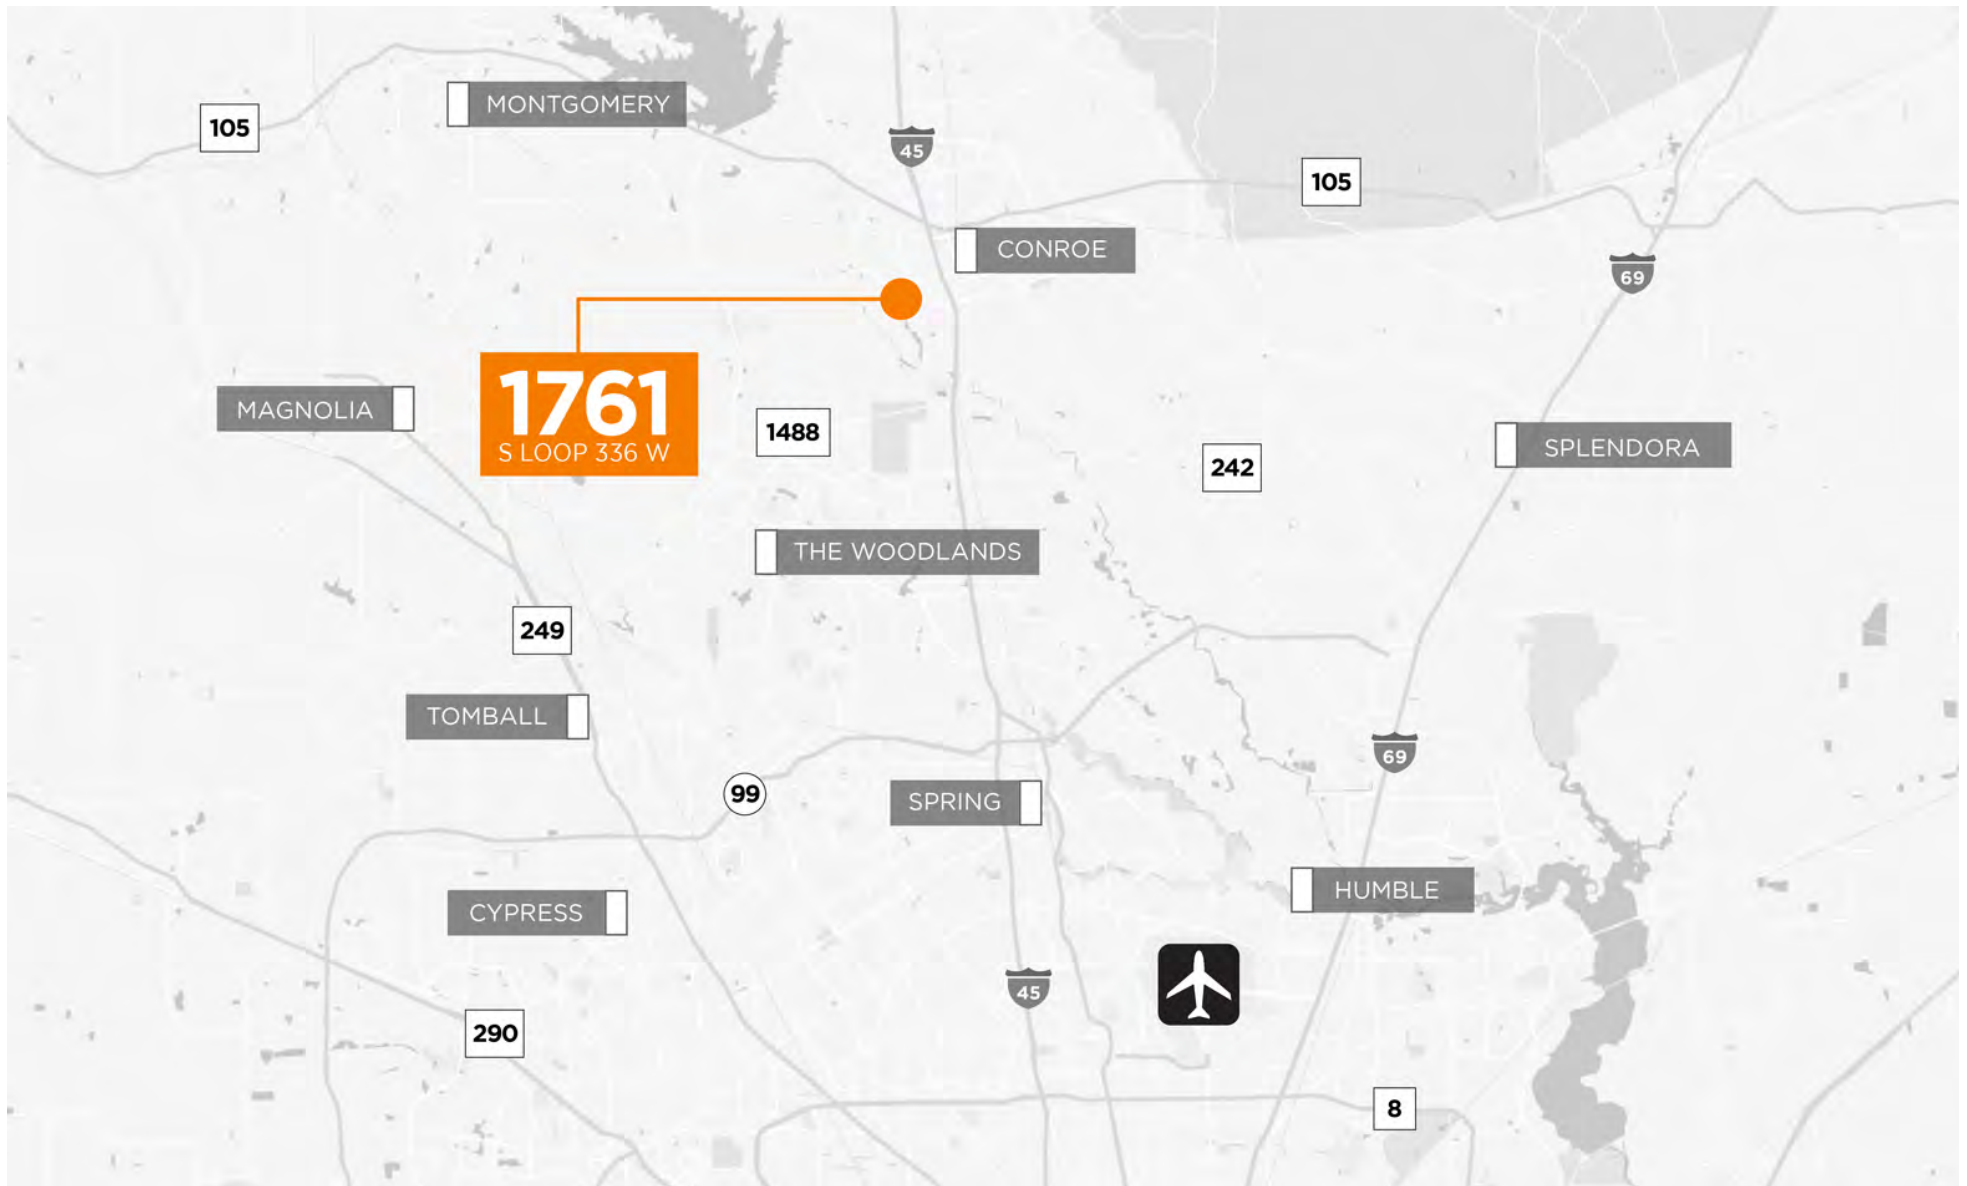 MONTGOMERY
105
45
105
CONROE
69
1761
S LOOP 336 W
MAGNOLIA
1488
SPLENDORA
242
THE WOODLANDS
249
TOMBALL
69
99
SPRING
HUMBLE
CYPRESS
45
290
8